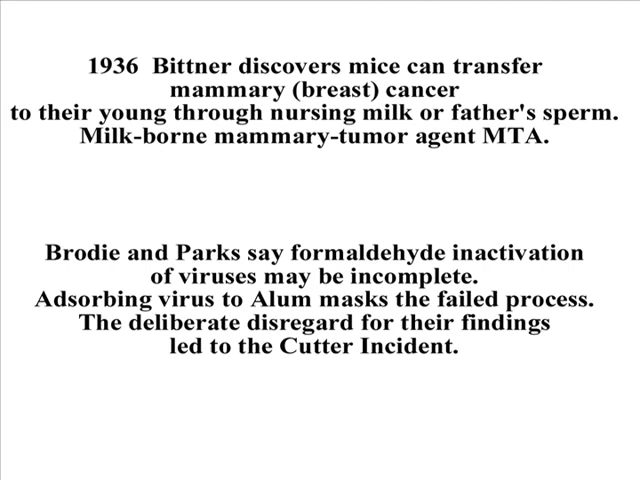 1936  Bittner discovers mice can transfer
mammary (breast) cancer
to their young through nursing milk or father's sperm.
Milk-borne mammary-tumor agent MTA.
Brodie and Parks say formaldehyde inactivation
of viruses may be incomplete.
Adsorbing virus to Alum masks the failed process.
The deliberate disregard for their findings
led to the Cutter Incident.